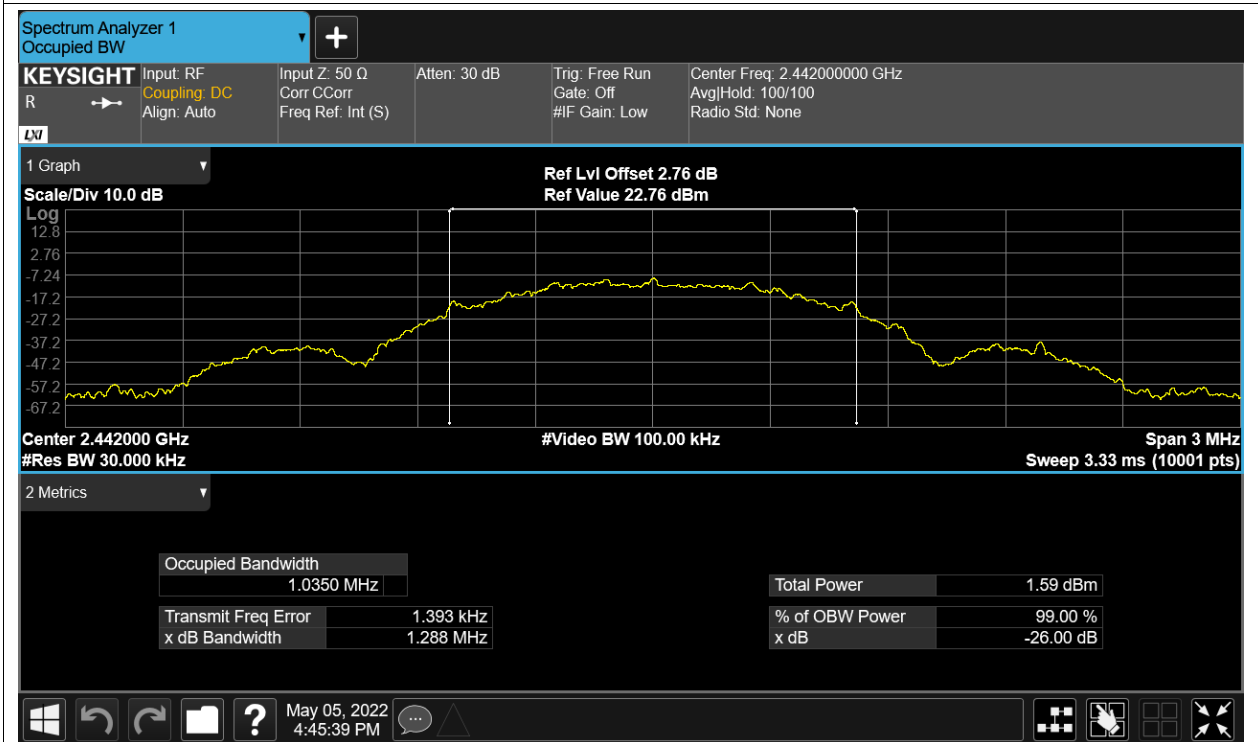 Spectrum Analyzer 1
Occupied BW
KEYSIGHT
R
LXI
Input: RF
Coupling: DC
Align: Auto
Input Z: 50 Ω
Corr CCorr
Freq Ref: Int (S)
Atten: 30 dB
Trig: Free Run
Gate: Off
#IF Gain: Low
Center Freq: 2.442000000 GHz
Avg|Hold: 100/100
Radio Std: None
1 Graph
Scale/Div 10.0 dB
Ref Lvl Offset 2.76 dB
Ref Value 22.76 dBm
Log
12.8
2.76
-7.24
-17.2
-27.2
-37.2
-47.2
-57.2
-67.2
Center 2.442000 GHz
#Res BW 30.000 kHz
#Video BW 100.00 kHz
Span 3 MHz
Sweep 3.33 ms (10001 pts)
2 Metrics
Occupied Bandwidth
1.0350 MHz
Transmit Freq Error 1.393 kHz
x dB Bandwidth 1.288 MHz
Total Power 1.59 dBm
% of OBW Power 99.00 %
x dB -26.00 dB
?
May 05, 2022
4:45:39 PM